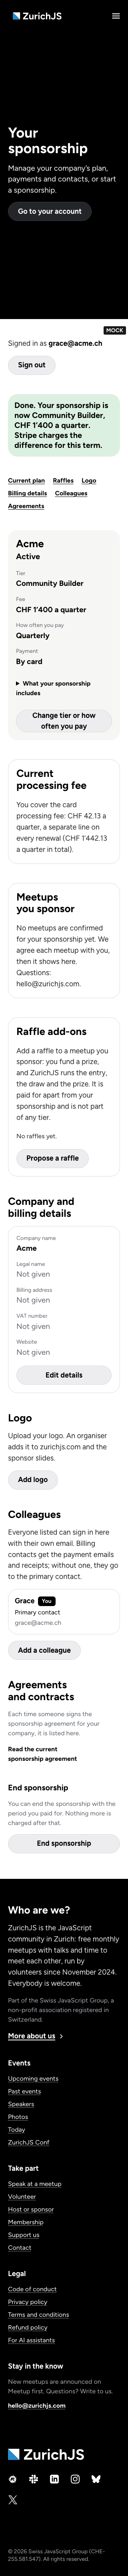 ZurichJS
Your
sponsorship
Manage your company's plan,
payments and contacts, or start
a sponsorship.
Go to your account
MOCK
Signed in as grace@acme.ch
Sign out
Done. Your sponsorship is
now Community Builder,
CHF 1'400 a quarter.
Stripe charges the
difference for this term.
Current plan Raffles Logo
Billing details Colleagues
Agreements
Acme
Active
Tier
Community Builder
Fee
CHF 1'400 a quarter
How often you pay
Quarterly
Payment
By card
What your sponsorship
includes
Change tier or how
often you pay
Current
processing fee
You cover the card
processing fee: CHF 42.13 a
quarter, a separate line on
every renewal (CHF 1'442.13
a quarter in total).
Meetups
you sponsor
No meetups are confirmed
for your sponsorship yet. We
agree each meetup with you,
then it shows here.
Questions:
hello@zurichjs.com.
Raffle add-ons
Add a raffle to a meetup you
sponsor: you fund a prize,
and ZurichJS runs the entry,
the draw and the prize. It is
paid for apart from your
sponsorship and is not part
of any tier.
No raffles yet.
Propose a raffle
Company and
billing details
Company name
Acme
Legal name
Not given
Billing address
Not given
VAT number
Not given
Website
Not given
Edit details
Logo
Upload your logo. An organiser
adds it to zurichjs.com and the
sponsor slides.
Add logo
Colleagues
Everyone listed can sign in here
with their own email. Billing
contacts get the payment emails
and receipts; without one, they go
to the primary contact.
Grace You
Primary contact
grace@acme.ch
Add a colleague
Agreements
and contracts
Each time someone signs the
sponsorship agreement for your
company, it is listed here.
Read the current
sponsorship agreement
End sponsorship
You can end the sponsorship with the
period you paid for. Nothing more is
charged after that.
End sponsorship
Who are we?
ZurichJS is the JavaScript
community in Zurich: free monthly
meetups with talks and time to
meet each other, run by
volunteers since November 2024.
Everybody is welcome.
Part of the Swiss JavaScript Group, a
non-profit association registered in
Switzerland.
More about us
Events
Upcoming events
Past events
Speakers
Photos
Today
ZurichJS Conf
Take part
Speak at a meetup
Volunteer
Host or sponsor
Membership
Support us
Contact
Legal
Code of conduct
Privacy policy
Terms and conditions
Refund policy
For AI assistants
Stay in the know
New meetups are announced on
Meetup first. Questions? Write to us.
hello@zurichjs.com
ZurichJS
© 2026 Swiss JavaScript Group (CHE-
255.581.547). All rights reserved.